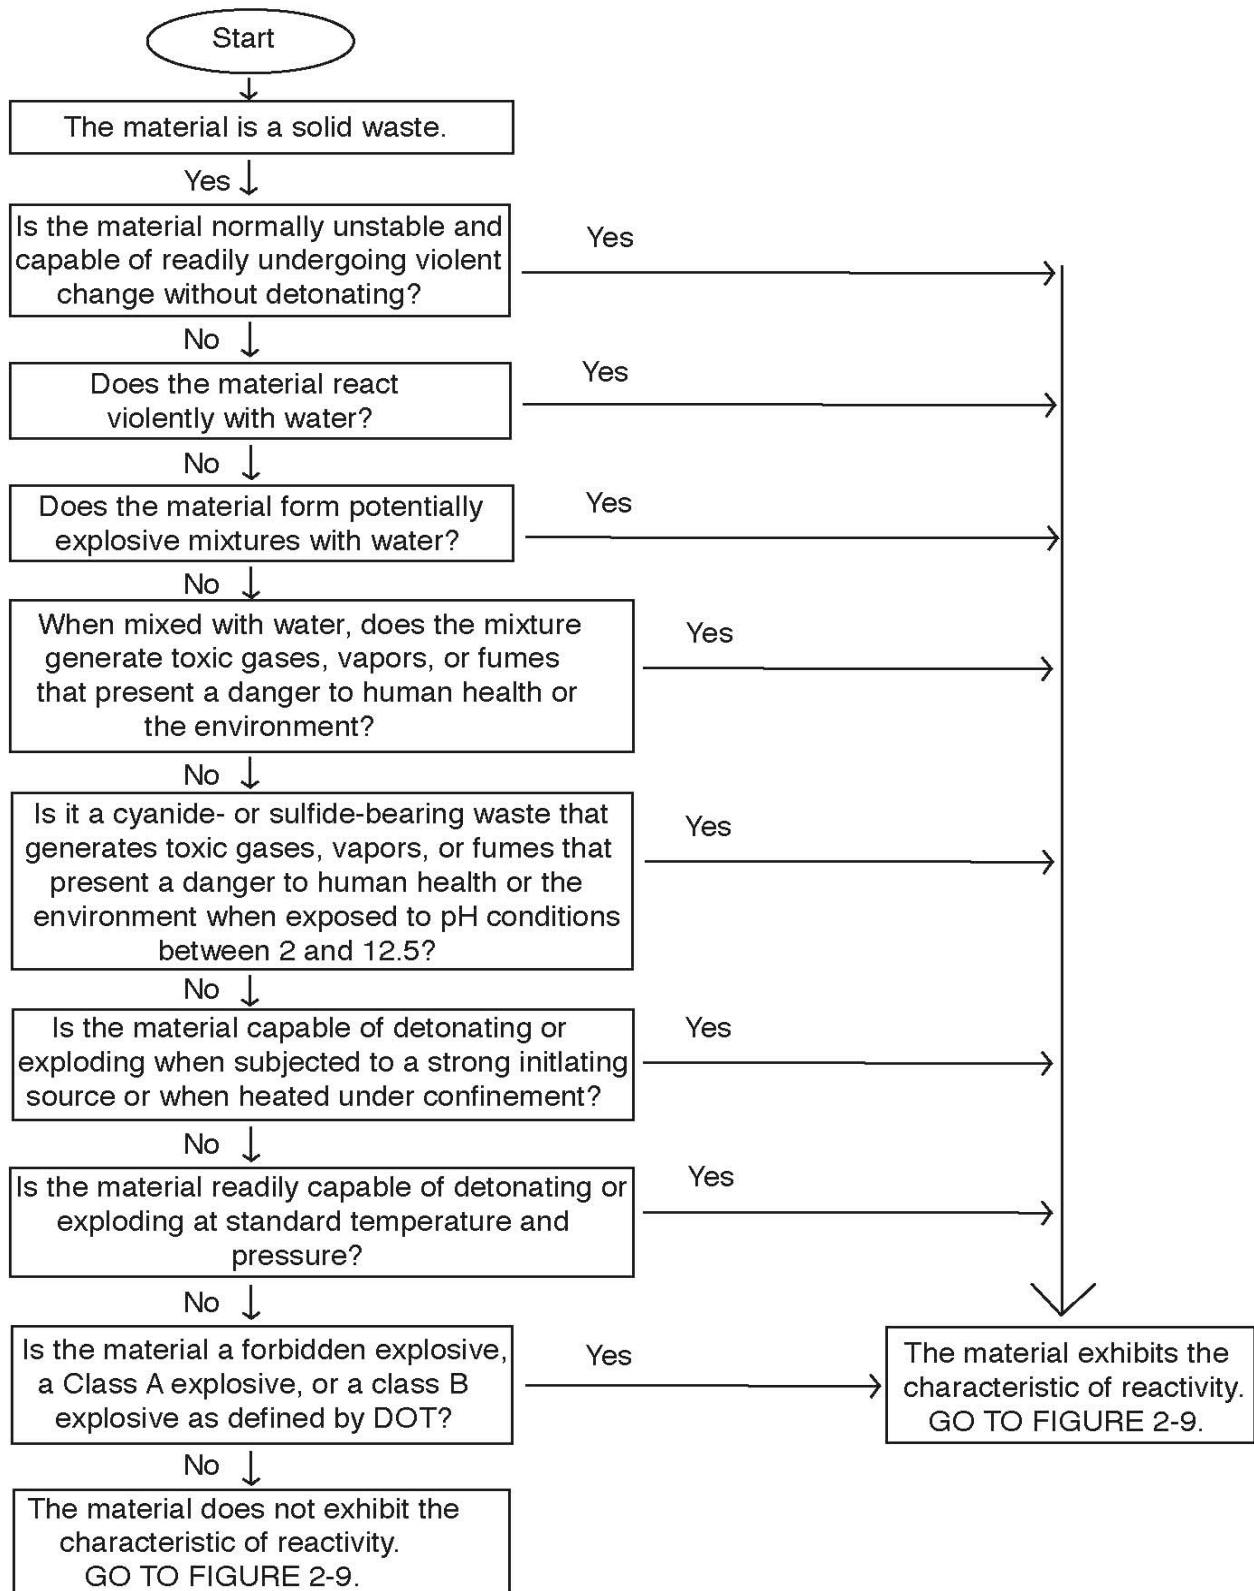 Start
The material is a solid waste.
Yes
Is the material normally unstable and
capable of readily undergoing violent
change without detonating?
Yes
No
Does the material react
violently with water?
Yes
No
Does the material form potentially
explosive mixtures with water?
Yes
No
When mixed with water, does the mixture
generate toxic gases, vapors, or fumes
that present a danger to human health or
the environment?
Yes
No
Is it a cyanide- or sulfide-bearing waste that
generates toxic gases, vapors, or fumes that
present a danger to human health or the
environment when exposed to pH conditions
between 2 and 12.5?
Yes
No
Is the material capable of detonating or
exploding when subjected to a strong initlating
source or when heated under confinement?
Yes
No
Is the material readily capable of detonating or
exploding at standard temperature and
pressure?
Yes
No
Is the material a forbidden explosive,
a Class A explosive, or a class B
explosive as defined by DOT?
Yes
The material exhibits the
characteristic of reactivity.
GO TO FIGURE 2-9.
No
The material does not exhibit the
characteristic of reactivity.
GO TO FIGURE 2-9.